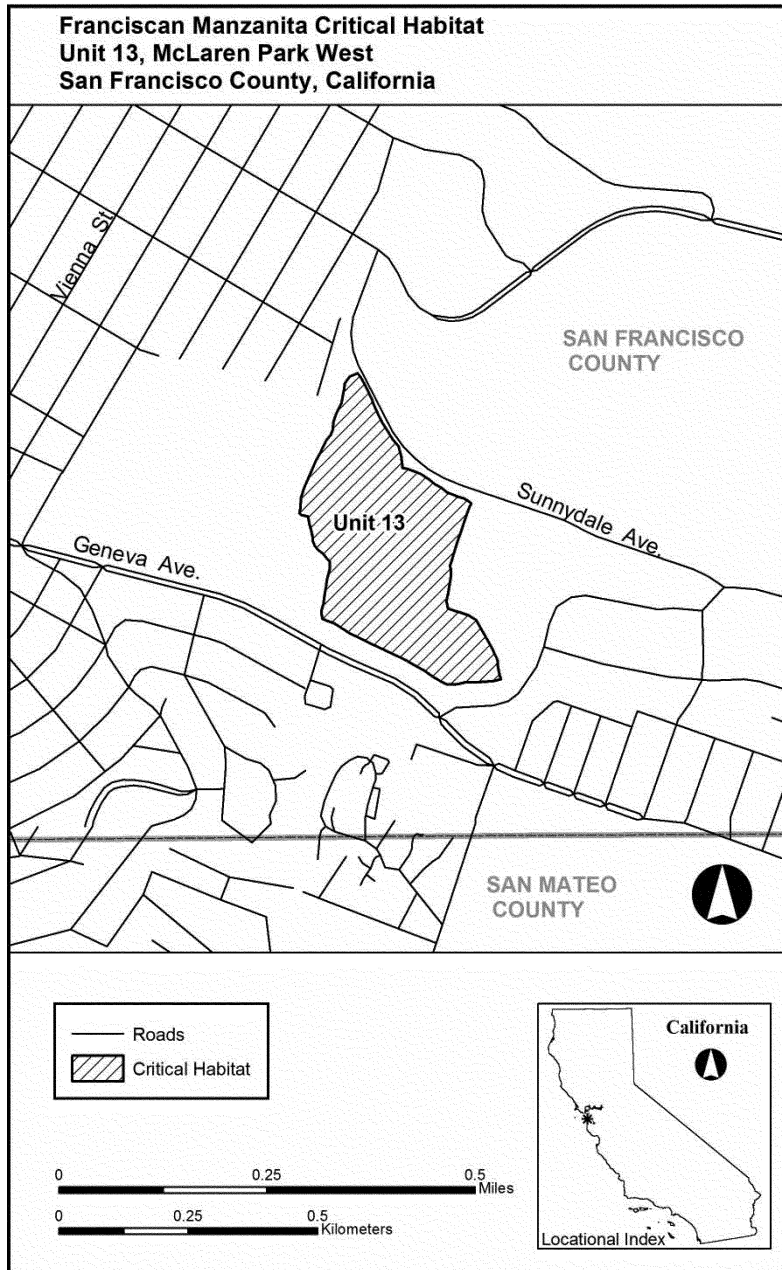 Franciscan Manzanita Critical Habitat
Unit 13, McLaren Park West
San Francisco County, California
Vienna St.
SAN FRANCISCO
COUNTY
Sunnydale Ave.
Unit 13
Geneva Ave.
SAN MATEO
COUNTY
Roads
Critical Habitat
California
0 0.25 0.5
Miles
0 0.25 0.5
Kilometers
Locational Index